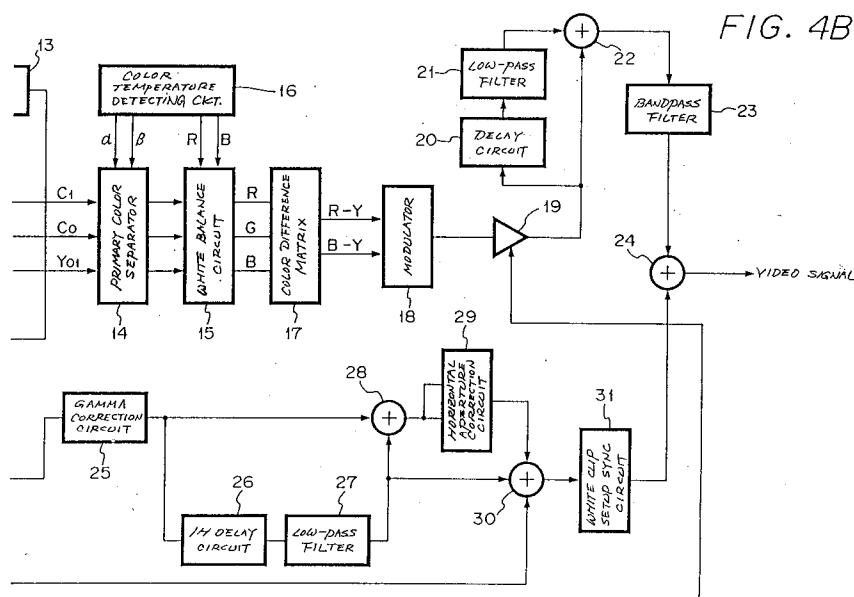 FIG. 4B
13
COLOR
TEMPERATURE
DETECTING CKT.
16
α
β
R
B
C1
C0
Y01
PRIMARY COLOR
SEPARATOR
14
WHITE BALANCE
CIRCUIT
15
R
G
B
COLOR DIFFERENCE
MATRIX
17
R-Y
B-Y
MODULATOR
18
19
20
DELAY
CIRCUIT
21
LOW-PASS
FILTER
22
BANDPASS
FILTER
23
24
VIDEO SIGNAL
GAMMA
CORRECTION
CIRCUIT
25
1H DELAY
CIRCUIT
26
LOW-PASS
FILTER
27
28
HORIZONTAL
APERTURE
CORRECTION
CIRCUIT
29
30
WHITE CLIP
SETUP SYNC
CIRCUIT
31